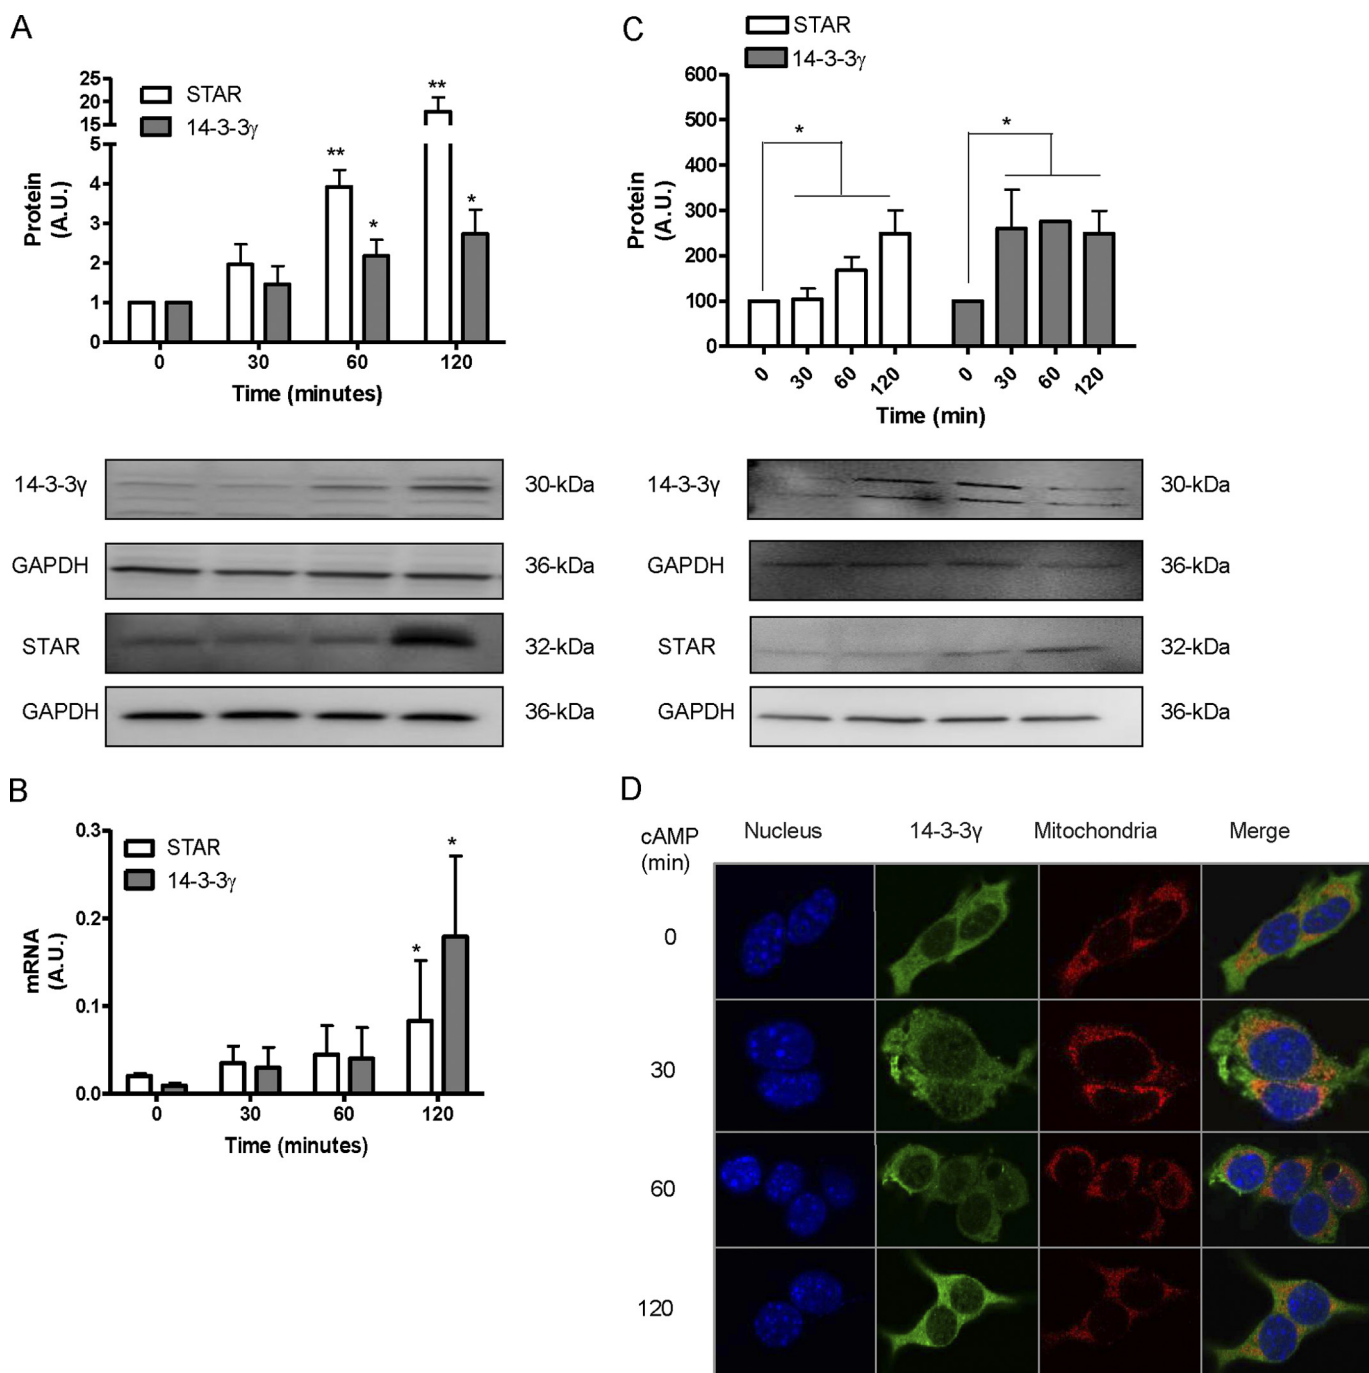 A
25
20
15
5
4
3
2
1
0
Protein
(A.U.)
STAR
14-3-3γ
**
*
**
*
0 30 60 120
Time (minutes)
14-3-3γ 30-kDa
GAPDH 36-kDa
STAR 32-kDa
GAPDH 36-kDa
B
0.3
0.2
0.1
0.0
mRNA
(A.U.)
STAR
14-3-3γ
*
*
0 30 60 120
Time (minutes)
C
STAR
14-3-3γ
600
500
400
300
200
100
0
Protein
(A.U.)
*
*
0 30 60 120 0 30 60 120
Time (min)
14-3-3γ 30-kDa
GAPDH 36-kDa
STAR 32-kDa
GAPDH 36-kDa
D
cAMP
(min)
Nucleus 14-3-3γ Mitochondria Merge
0
30
60
120